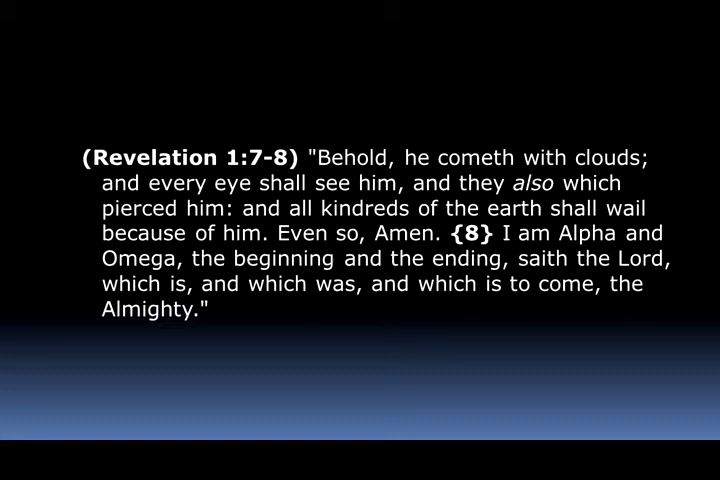 (Revelation 1:7-8) "Behold, he cometh with clouds;
and every eye shall see him, and they also which
pierced him: and all kindreds of the earth shall wail
because of him. Even so, Amen. {8} I am Alpha and
Omega, the beginning and the ending, saith the Lord,
which is, and which was, and which is to come, the
Almighty."